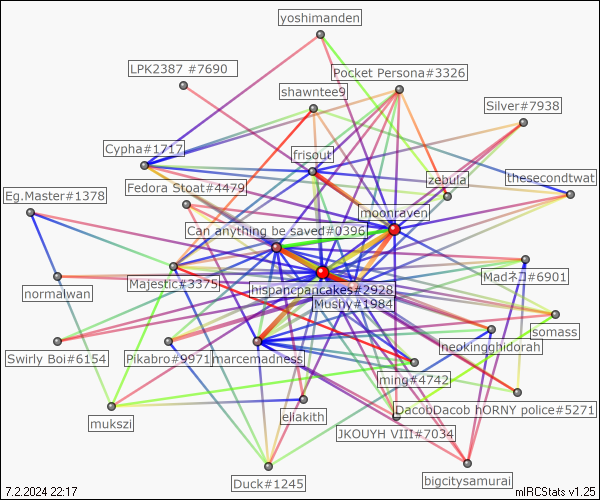 yoshimanden
LPK2387 #7690
Pocket Persona#3326
shawntee9
Silver#7938
Cypha#1717
frisout
zebula
thesecondtwat
Fedora Stoat#4479
Eg.Master#1378
moonraven
Can anything be saved#0396
Majestic#3375
hispancpancakes#2928
Madネコ#6901
normalwan
Mushy#1984
somass
Swirly Boi#6154
Pikabro#9971
marcemadness
neokingghidorah
ming#4742
mukszi
eliakith
DacobDacob hORNY police#5271
JKOUYH VIII#7034
Duck#1245
bigcitysamurai
7.2.2024 22:17
mIRCStats v1.25